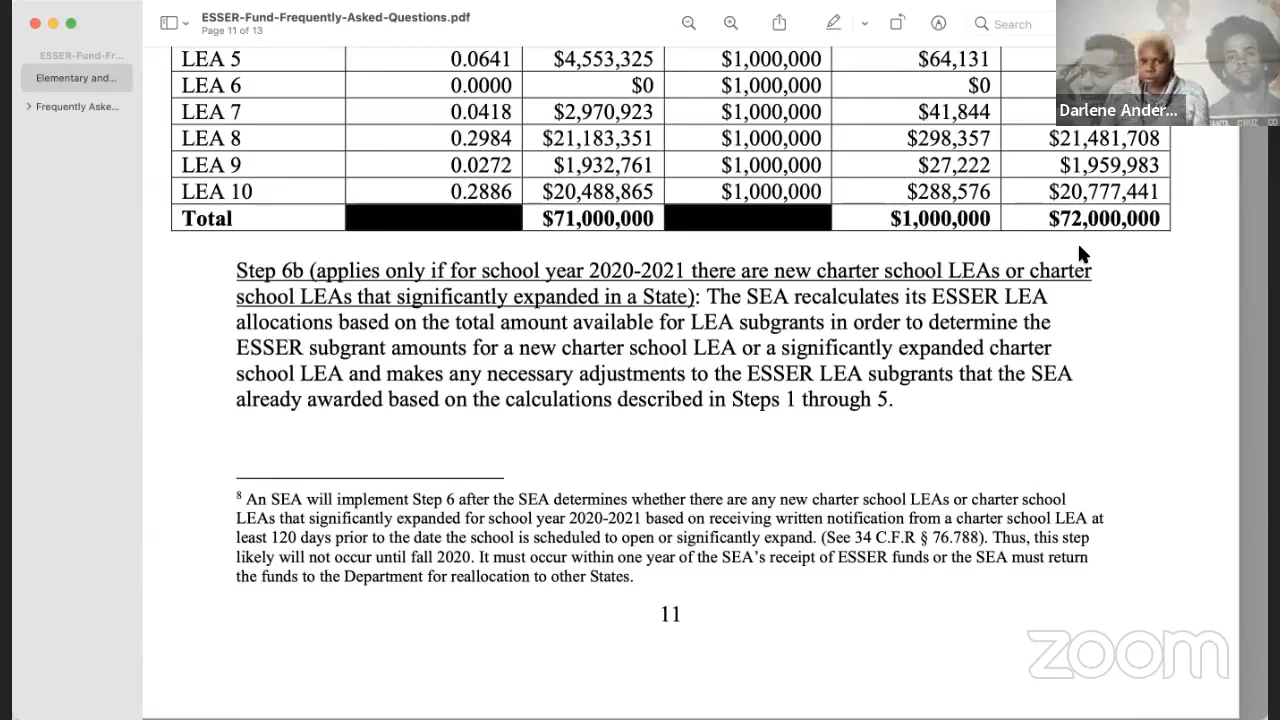 ESSER-Fund-Frequently-Asked-Questions.pdf
Page 11 of 13
Search
ESSER-Fund-Fr...
Elementary and...
Frequently Aske...
Darlene Ander...
LEA 5 0.0641 $4,553,325 $1,000,000 $64,131
LEA 6 0.0000 $0 $1,000,000 $0
LEA 7 0.0418 $2,970,923 $1,000,000 $41,844
LEA 8 0.2984 $21,183,351 $1,000,000 $298,357 $21,481,708
LEA 9 0.0272 $1,932,761 $1,000,000 $27,222 $1,959,983
LEA 10 0.2886 $20,488,865 $1,000,000 $288,576 $20,777,441
Total $71,000,000 $1,000,000 $72,000,000
Step 6b (applies only if for school year 2020-2021 there are new charter school LEAs or charter
school LEAs that significantly expanded in a State): The SEA recalculates its ESSER LEA
allocations based on the total amount available for LEA subgrants in order to determine the
ESSER subgrant amounts for a new charter school LEA or a significantly expanded charter
school LEA and makes any necessary adjustments to the ESSER LEA subgrants that the SEA
already awarded based on the calculations described in Steps 1 through 5.
8 An SEA will implement Step 6 after the SEA determines whether there are any new charter school LEAs or charter school
LEAs that significantly expanded for school year 2020-2021 based on receiving written notification from a charter school LEA at
least 120 days prior to the date the school is scheduled to open or significantly expand. (See 34 C.F.R § 76.788). Thus, this step
likely will not occur until fall 2020. It must occur within one year of the SEA's receipt of ESSER funds or the SEA must return
the funds to the Department for reallocation to other States.
11
zoom